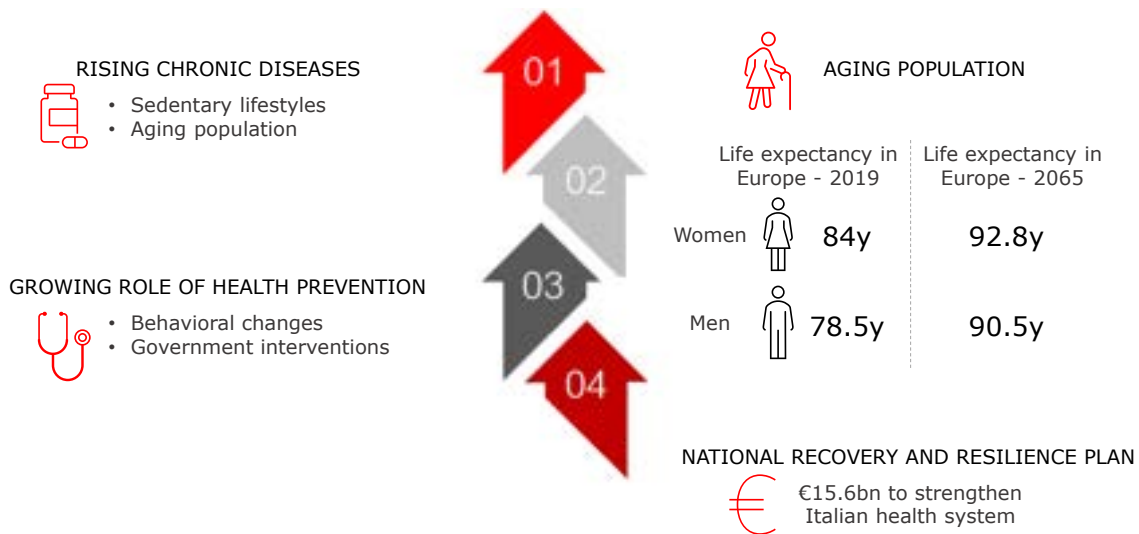 RISING CHRONIC DISEASES
• Sedentary lifestyles
• Aging population
01
AGING POPULATION
Life expectancy in
Europe - 2019
Life expectancy in
Europe - 2065
Women 84y 92.8y
Men 78.5y 90.5y
02
GROWING ROLE OF HEALTH PREVENTION
• Behavioral changes
• Government interventions
03
04
NATIONAL RECOVERY AND RESILIENCE PLAN
€15.6bn to strengthen
Italian health system